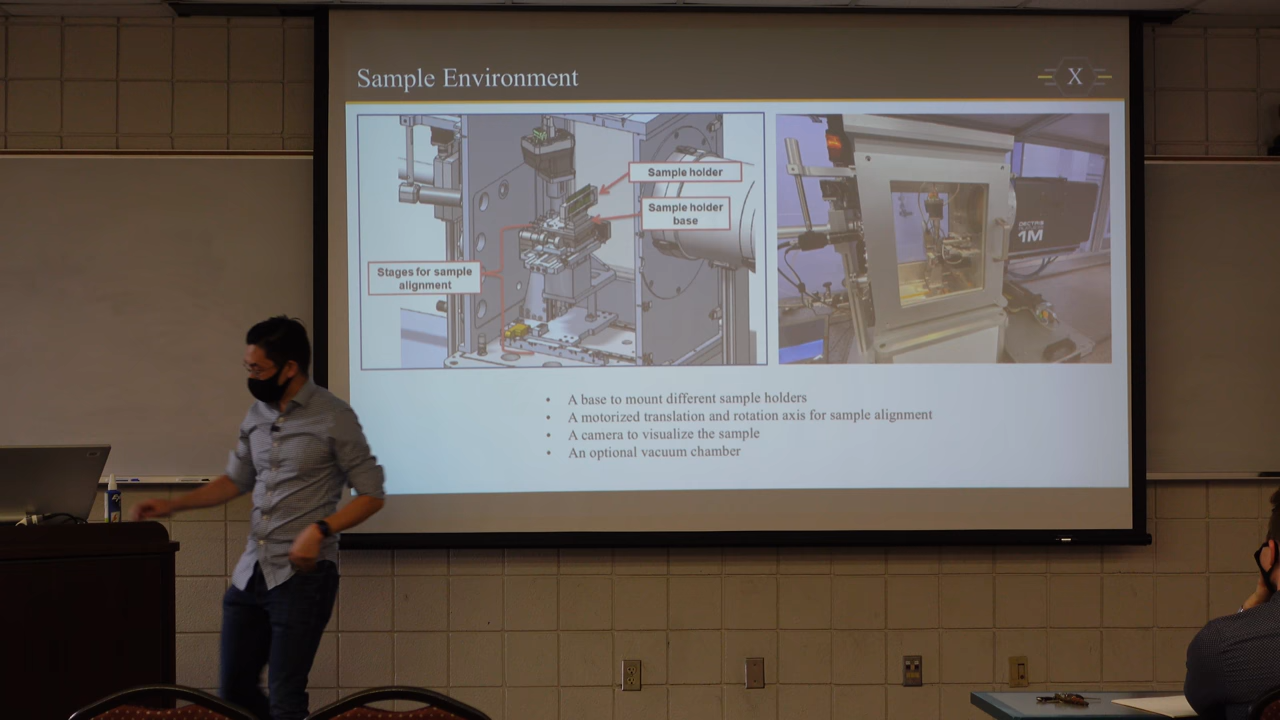 Sample Environment
X
Sample holder
Sample holder
base
Stages for sample
alignment
1M
• A base to mount different sample holders
• A motorized translation and rotation axis for sample alignment
• A camera to visualize the sample
• An optional vacuum chamber